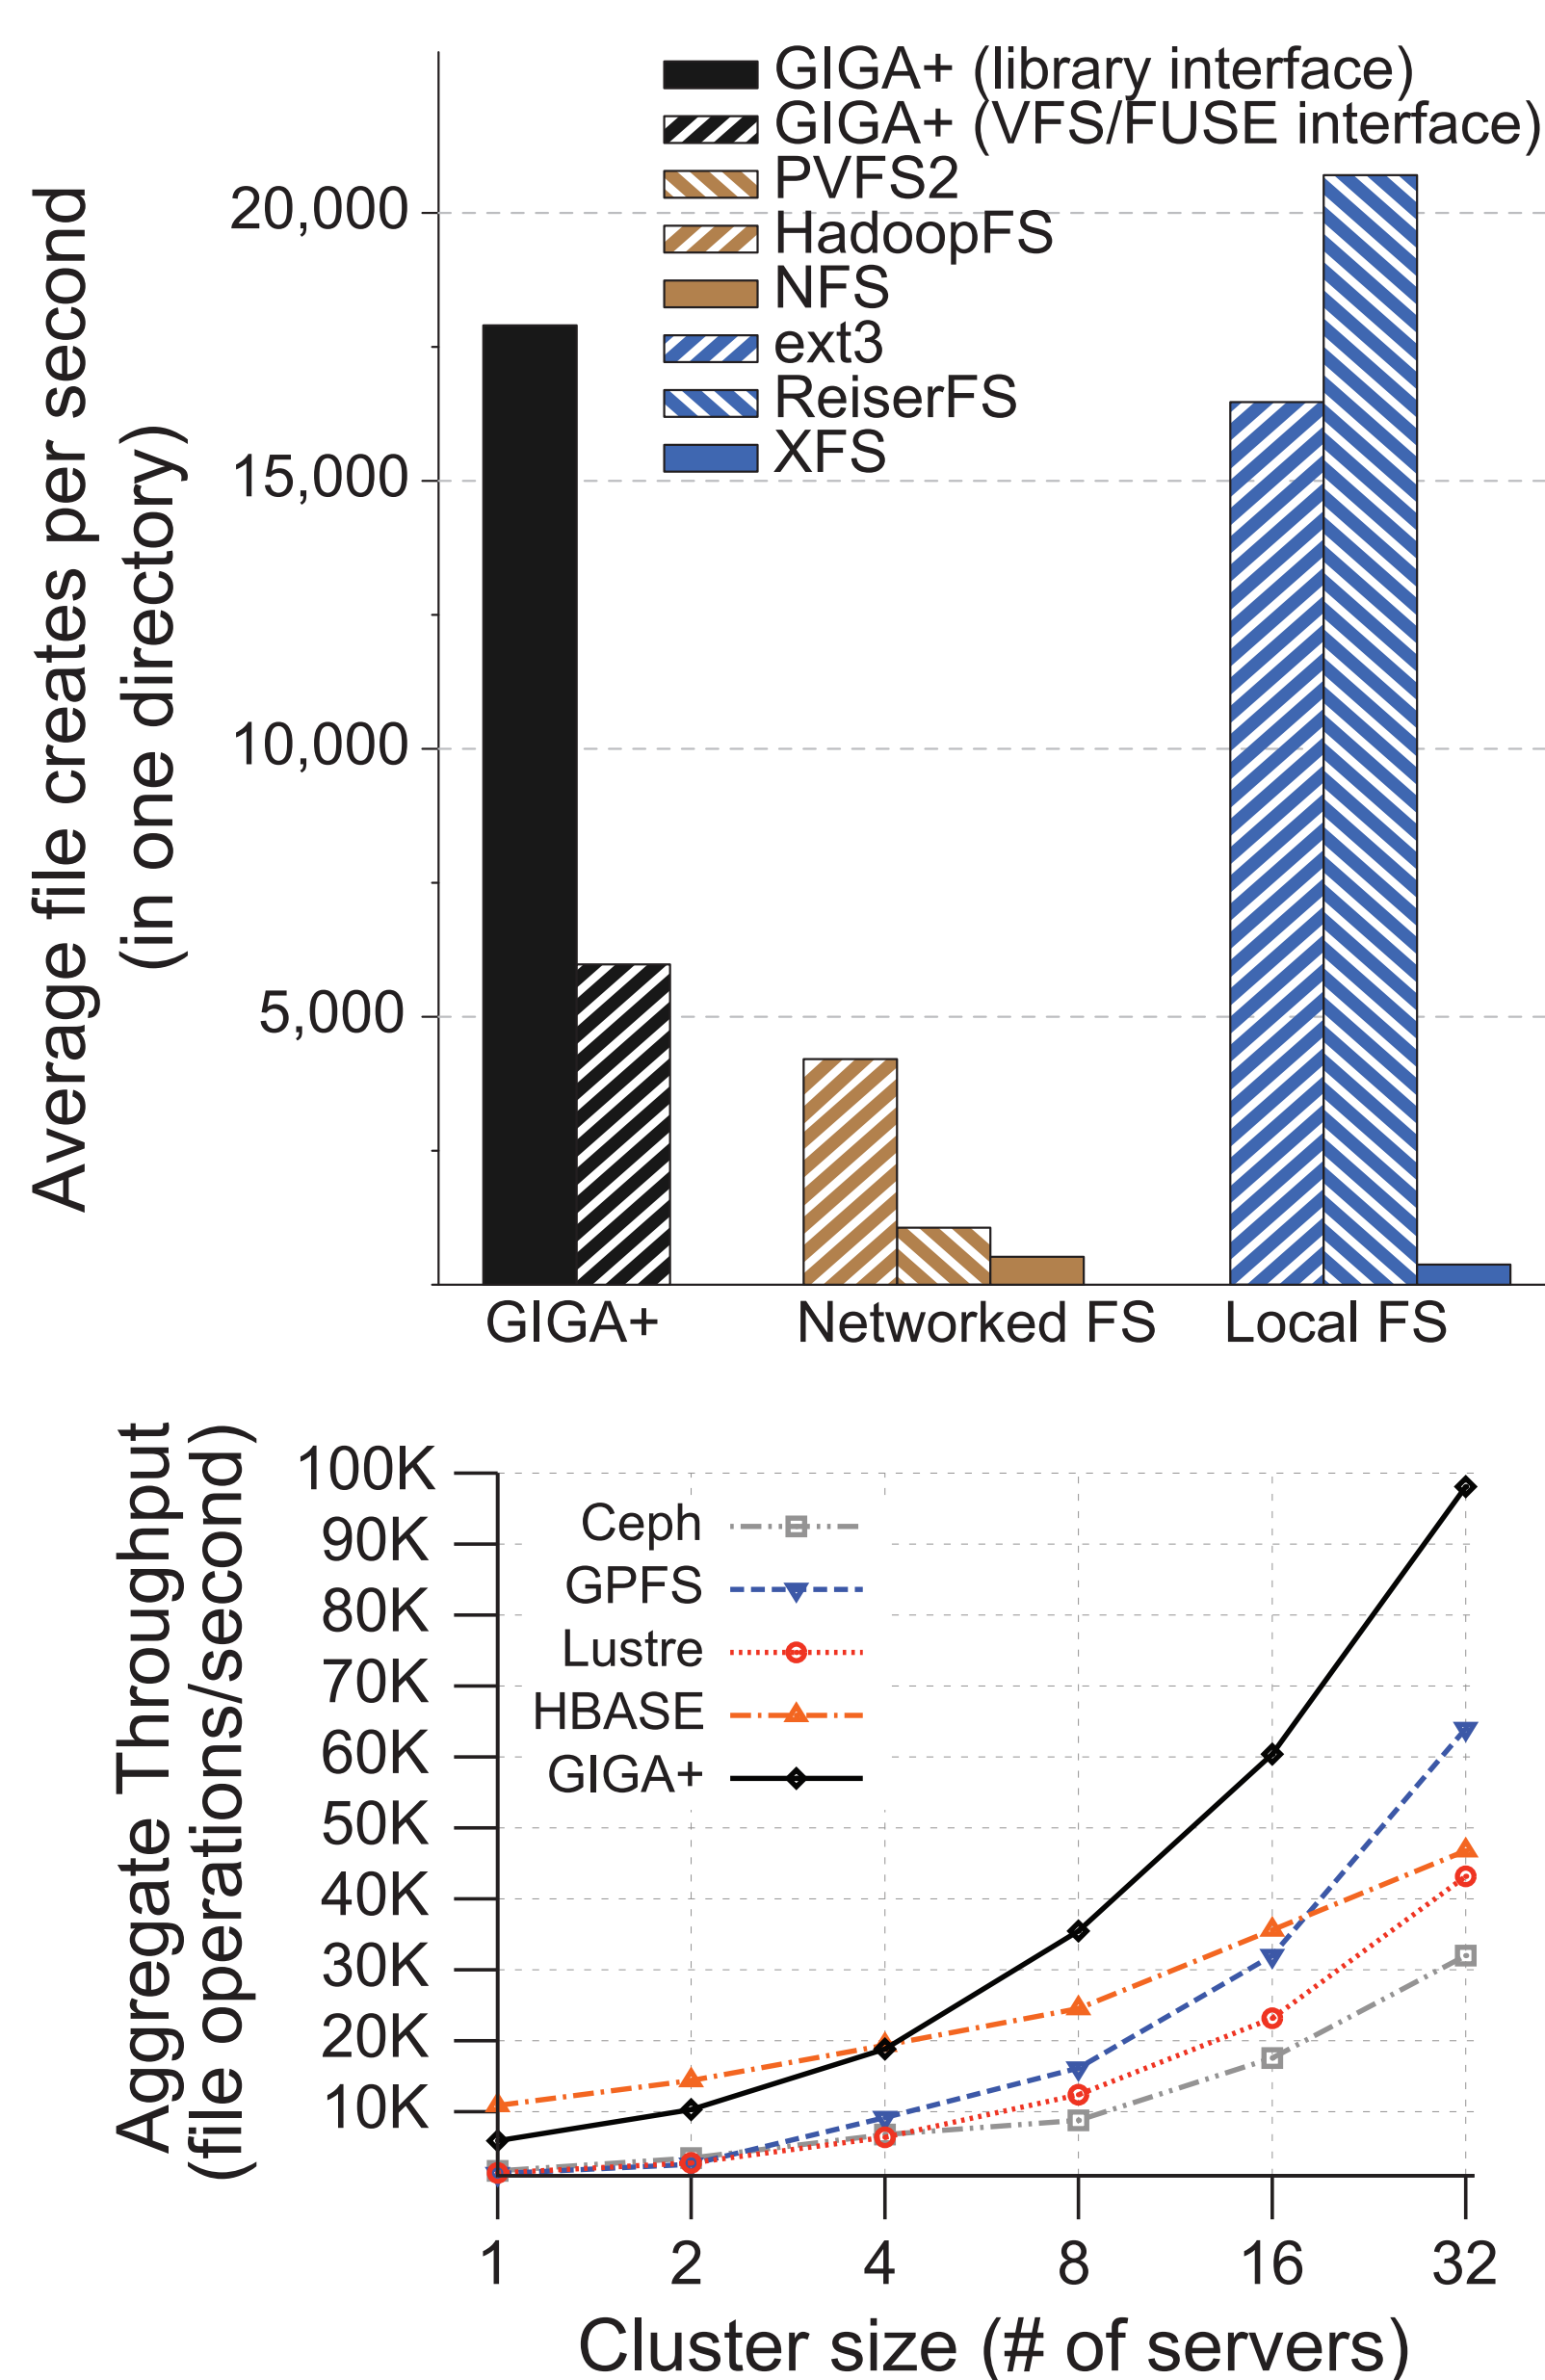 GIGA+ (library interface)
GIGA+ (VFS/FUSE interface)
PVFS2
HadoopFS
NFS
ext3
ReiserFS
XFS
Average file creates per second
(in one directory)
20,000
15,000
10,000
5,000
GIGA+
Networked FS
Local FS
Aggregate Throughput
(file operations/second)
100K
90K
80K
70K
60K
50K
40K
30K
20K
10K
Ceph
GPFS
Lustre
HBASE
GIGA+
1
2
4
8
16
32
Cluster size (# of servers)